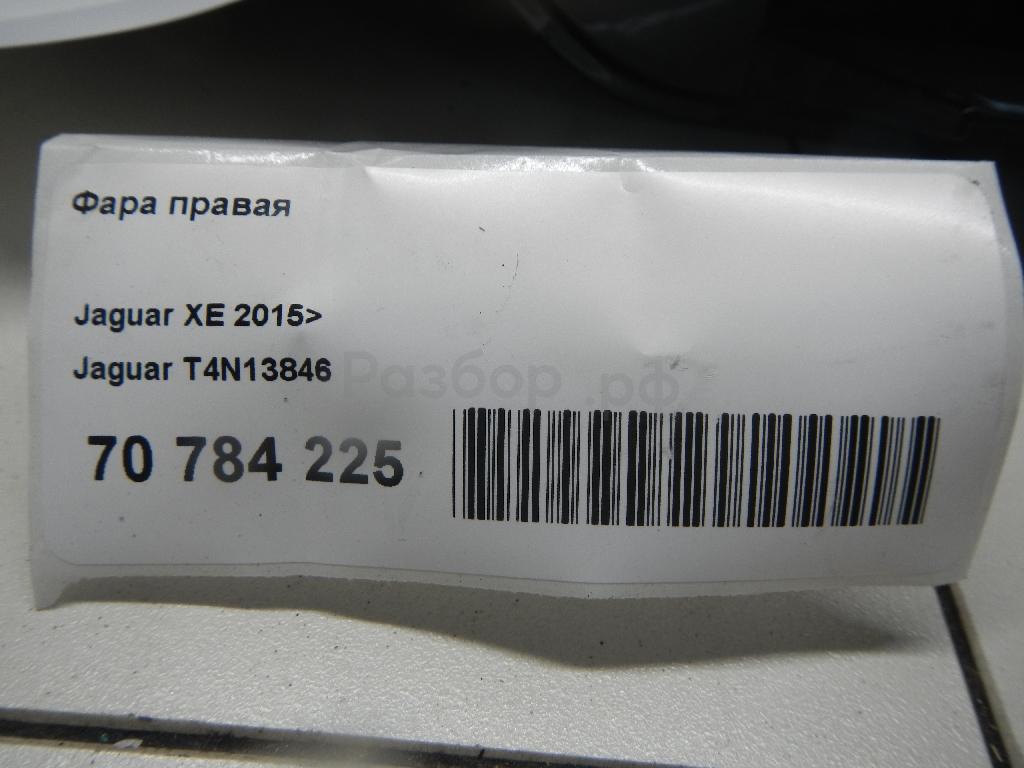 Фара правая
Jaguar XE 2015>
Jaguar T4N13846
Разбор.рф
70 784 225